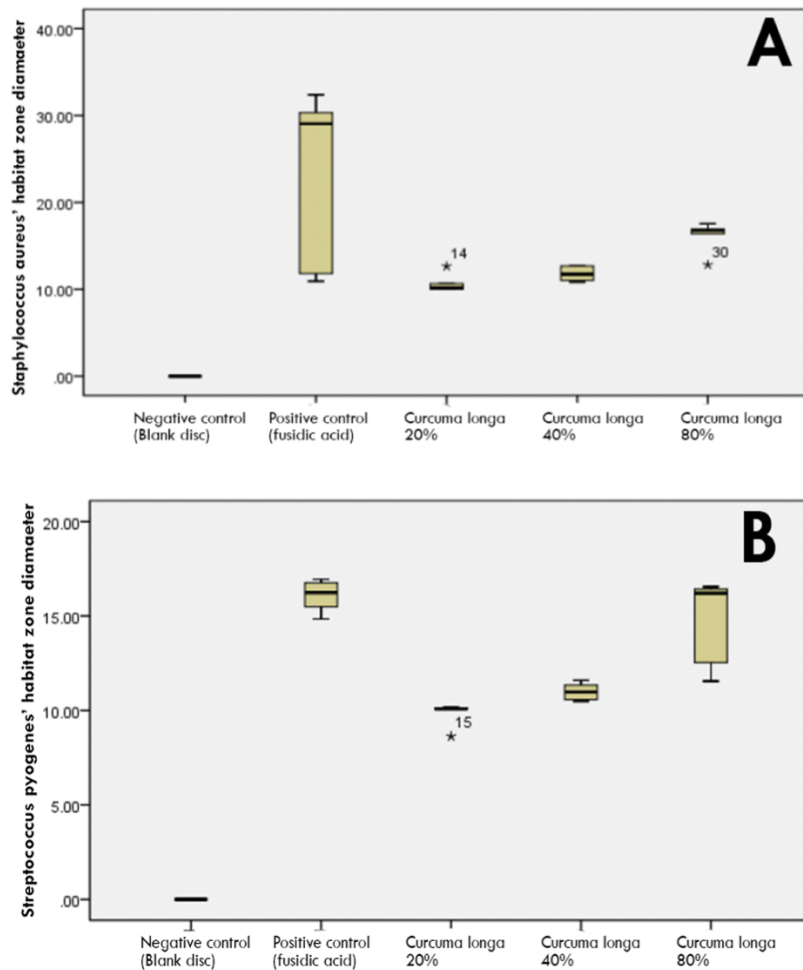 A
Staphylococcus aureus' habitat zone diamaeter
40.00
30.00
20.00
10.00
.00
14
30
*
*
Negative control
(Blank disc)
Positive control
(fusidic acid)
Curcuma longa
20%
Curcuma longa
40%
Curcuma longa
80%
B
Streptococcus pyogenes' habitat zone diamaeter
20.00
15.00
10.00
5.00
.00
15
*
Negative control
(Blank disc)
Positive control
(fusidic acid)
Curcuma longa
20%
Curcuma longa
40%
Curcuma longa
80%